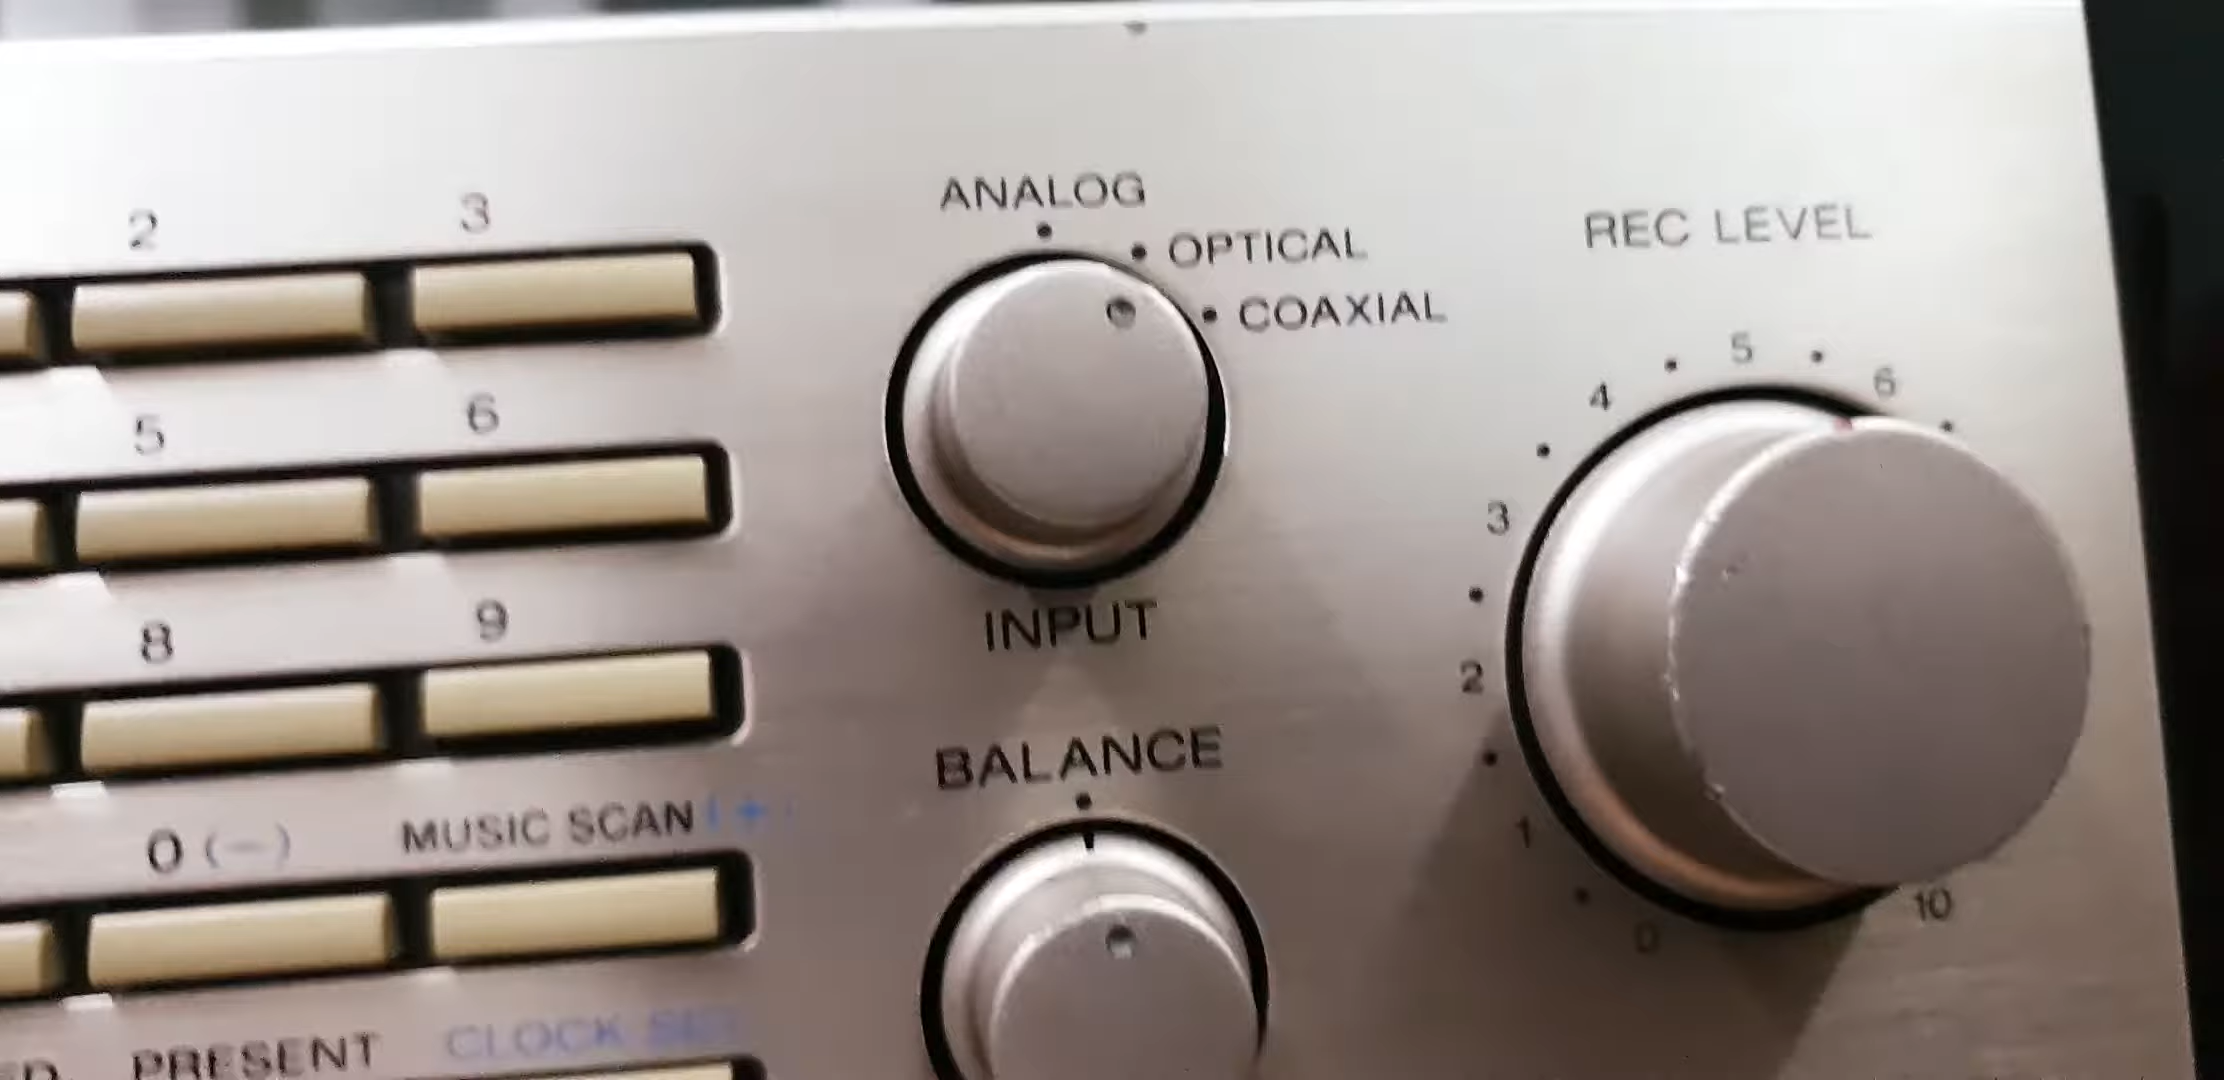 ANALOG
2 3 OPTICAL
REC LEVEL
COAXIAL
5
4 6
5 6
3
8 9 INPUT
2
BALANCE
0 (−) MUSIC SCAN (+)
1
10
0
PRESENT CLOCK SET